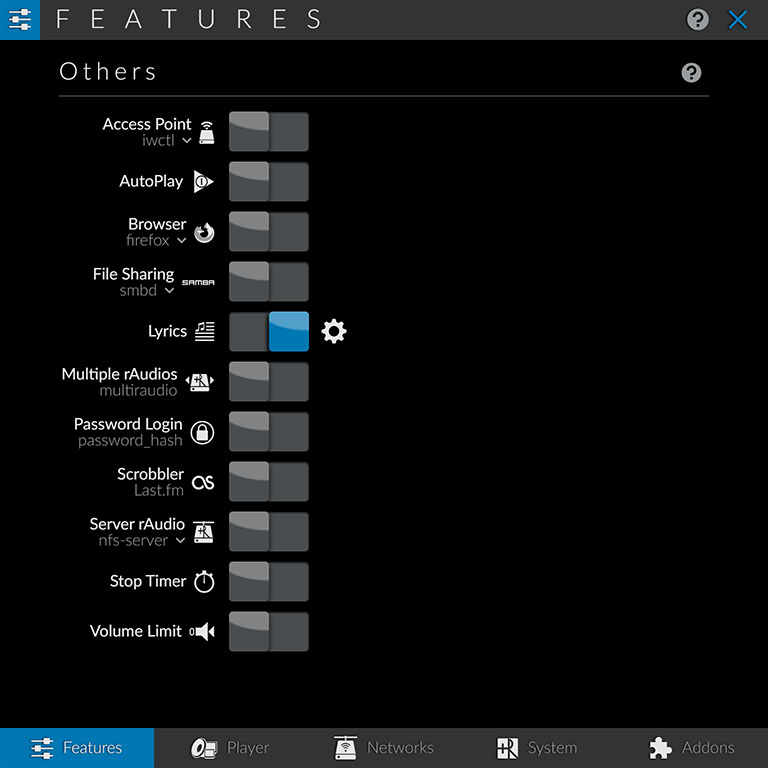 FEATURES
Others
Access Point
iwctl
AutoPlay
Browser
firefox
File Sharing
smbd
SAMBA
Lyrics
Multiple rAudios
multiraudio
Password Login
password_hash
Scrobbler
Last.fm
Server rAudio
nfs-server
Stop Timer
Volume Limit
Features Player Networks System Addons